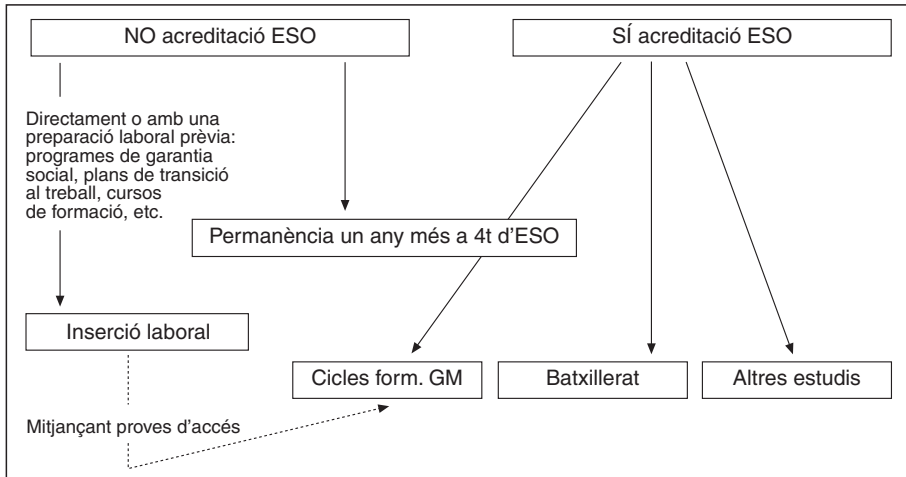 NO acreditació ESO
SÍ acreditació ESO
Directament o amb una
preparació laboral prèvia:
programes de garantia
social, plans de transició
al treball, cursos
de formació, etc.
Permanència un any més a 4t d'ESO
Inserció laboral
Cicles form. GM
Batxillerat
Altres estudis
Mitjançant proves d'accés